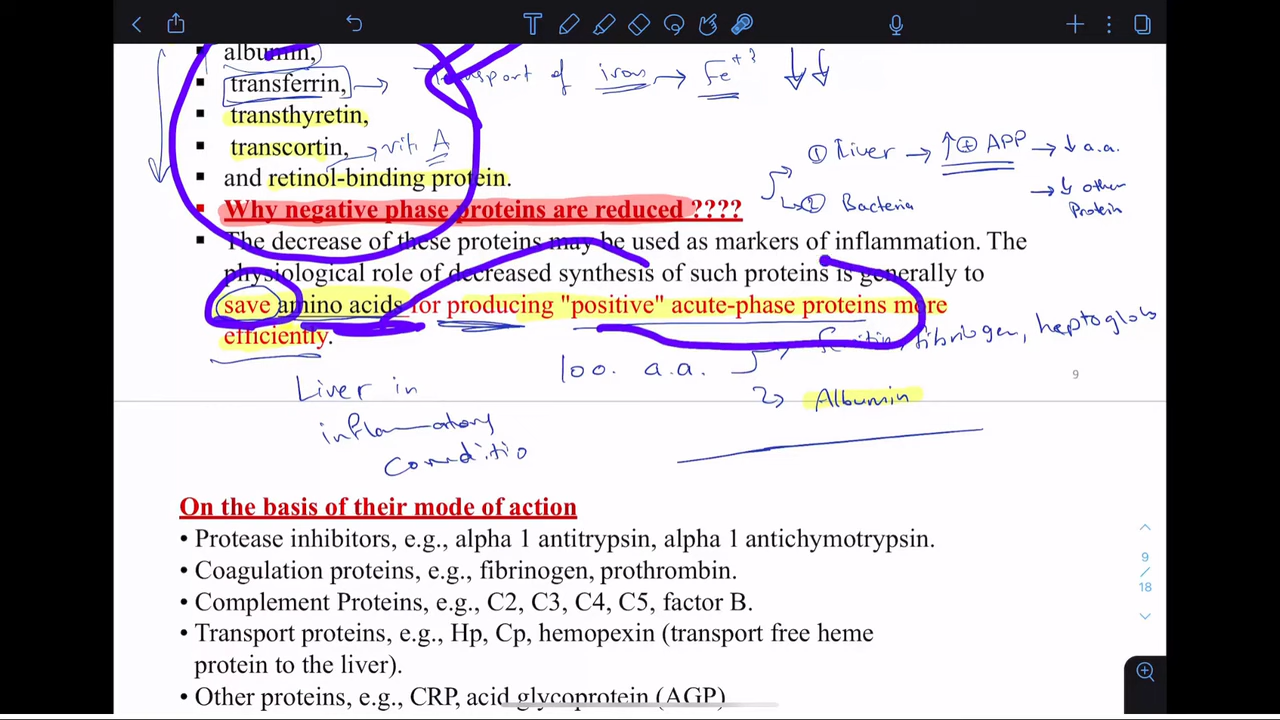 albumin,
▪ transferrin, → transport of iron → Fe+3 ↓↓
▪ transthyretin,
▪ transcortin, → vit. A
▪ and retinol-binding protein.
① Liver → ↑ ⊕ APP → ↓ a.a.
→ ↓ other Protein
② Bacteria
▪ Why negative phase proteins are reduced ????
▪ The decrease of these proteins may be used as markers of inflammation. The
physiological role of decreased synthesis of such proteins is generally to
save amino acids for producing "positive" acute-phase proteins more
efficiently.
fibrinogen, heptoglob
100. a.a.
Albumin
9
Liver in
inflammatory
conditio
On the basis of their mode of action
• Protease inhibitors, e.g., alpha 1 antitrypsin, alpha 1 antichymotrypsin.
• Coagulation proteins, e.g., fibrinogen, prothrombin.
• Complement Proteins, e.g., C2, C3, C4, C5, factor B.
• Transport proteins, e.g., Hp, Cp, hemopexin (transport free heme
protein to the liver).
• Other proteins, e.g., CRP, acid glycoprotein (AGP)
9
/
18